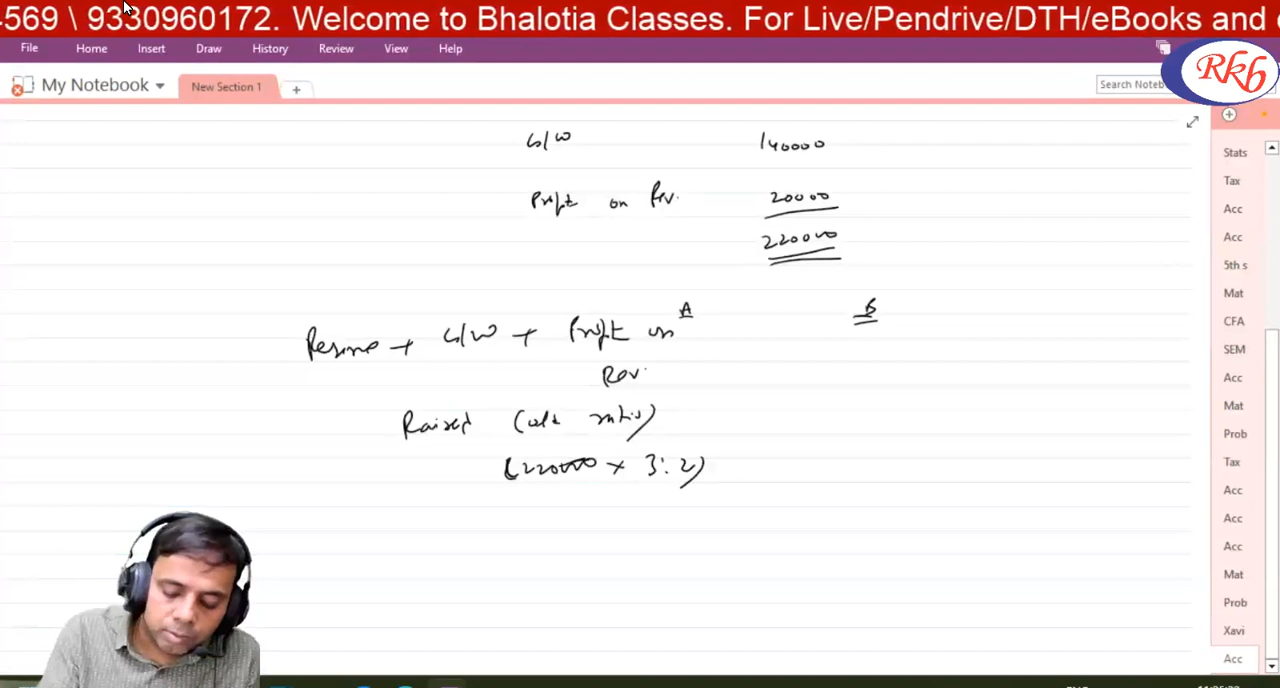 4569 \ 9330960172. Welcome to Bhalotia Classes. For Live/Pendrive/DTH/eBooks and
File Home Insert Draw History Review View Help
Rkb
My Notebook New Section 1 +
Search Noteb
G/W 140000
Stats
Tax
Profit on Rev. 20000
Acc
220000
Acc
5th s
Mat
A B
CFA
Reserve + G/W + Profit on
Rev.
SEM
Acc
Raised (old ratio)
Mat
Prob
(220000 x 3:2)
Tax
Acc
Acc
Acc
Mat
Prob
Xavi
Acc